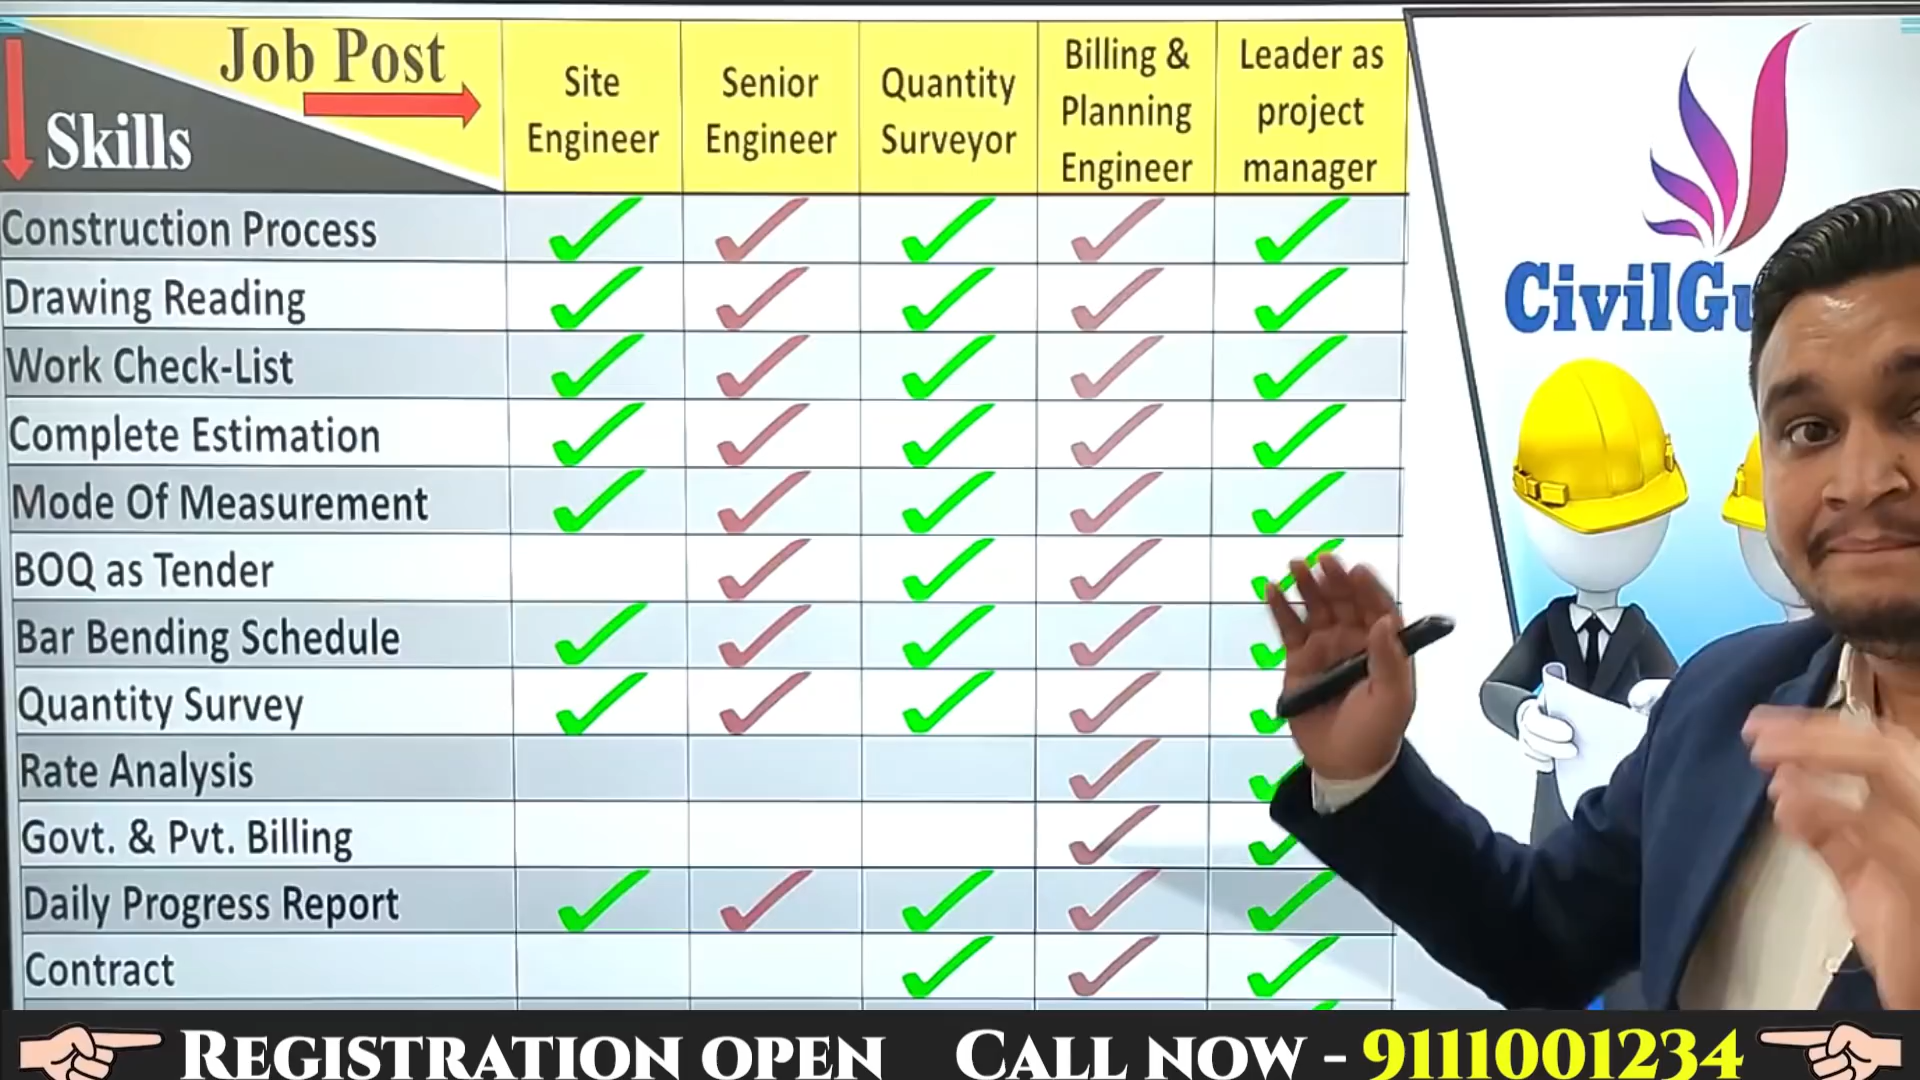 Job Post
Skills
Site
Engineer
Senior
Engineer
Quantity
Surveyor
Billing &
Planning
Engineer
Leader as
project
manager
Construction Process
Drawing Reading
Work Check-List
Complete Estimation
Mode Of Measurement
BOQ as Tender
Bar Bending Schedule
Quantity Survey
Rate Analysis
Govt. & Pvt. Billing
Daily Progress Report
Contract
REGISTRATION OPEN CALL NOW - 9111001234